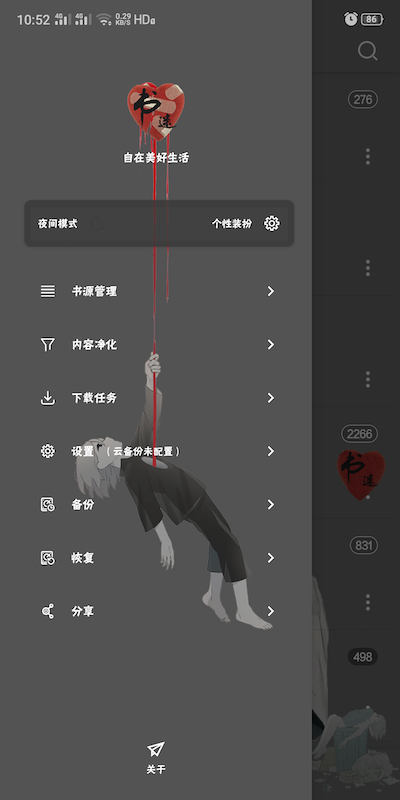 10:52 4G 4G 0.29 KB/S HD 86
276
书迷
自在美好生活
夜间模式 个性装扮
书源管理
内容净化
下载任务
2266
设置 （云备份未配置）
书迷
备份
831
恢复
分享
498
关于